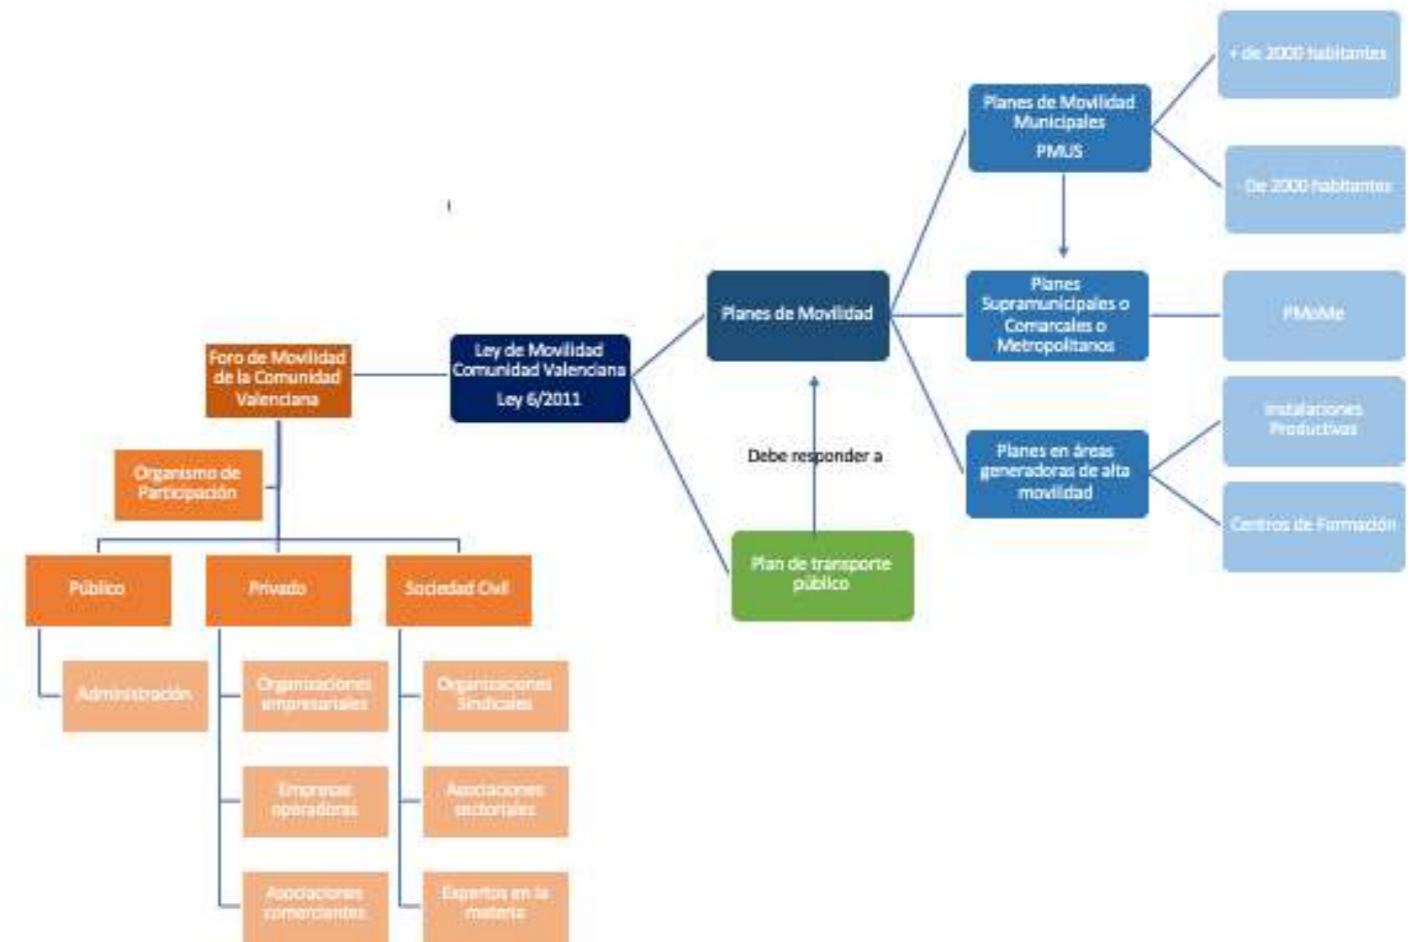 + de 2000 habitantes
Planes de Movilidad
Municipales
PMUS
- De 2000 habitantes
Planes
Supramunicipales o
Comarcales o
Metropolitanos
PMoMe
Planes de Movilidad
Ley de Movilidad
Comunidad Valenciana
Ley 6/2011
Foro de Movilidad
de la Comunidad
Valenciana
Instalaciones
Productivas
Planes en áreas
generadoras de alta
movilidad
Debe responder a
Organismo de
Participación
Centros de Formación
Plan de transporte
público
Público
Privado
Sociedad Civil
Administración
Organizaciones
empresariales
Organizaciones
Sindicales
Empresas
operadoras
Asociaciones
sectoriales
Asociaciones
comerciantes
Expertos en la
materia